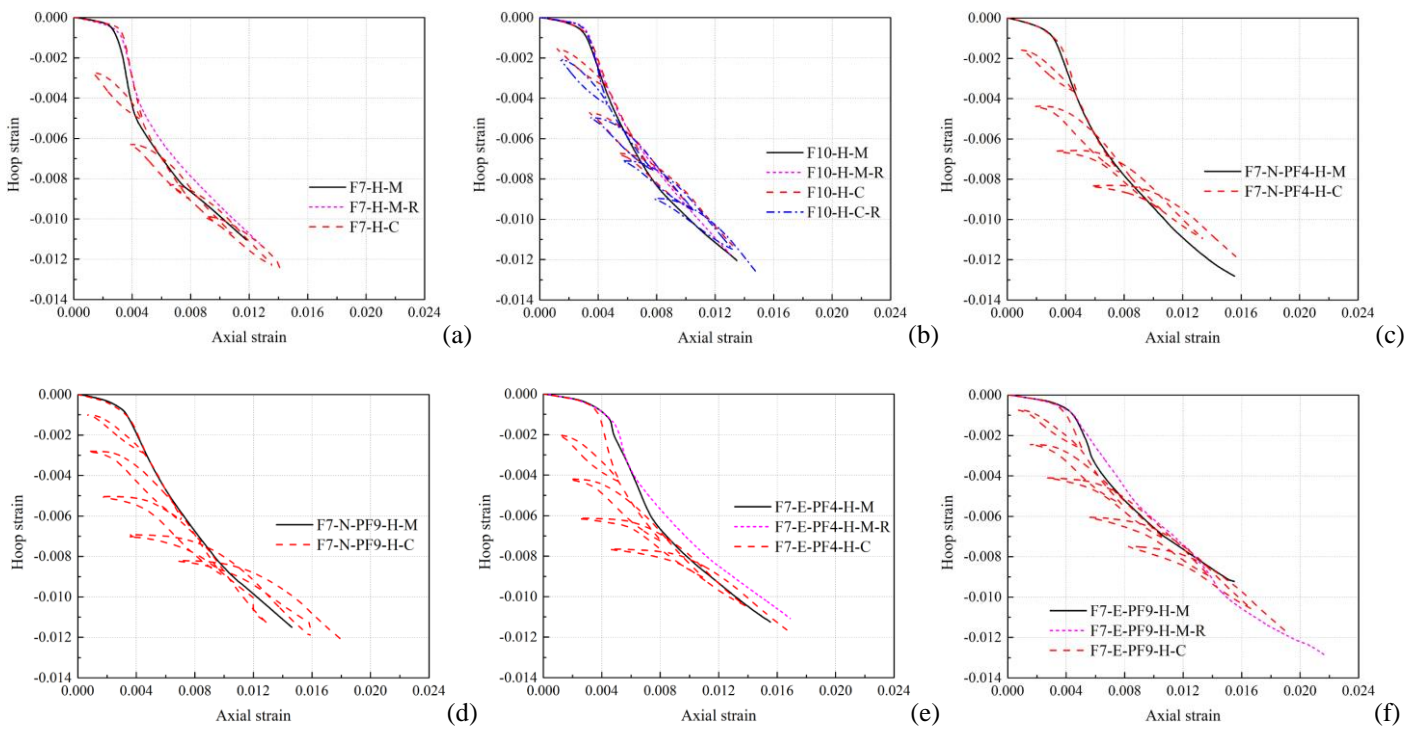 0.000
-0.002
-0.004
-0.006
-0.008
-0.010
-0.012
-0.014
Hoop strain
F7-H-M
F7-H-M-R
F7-H-C
0.000 0.004 0.008 0.012 0.016 0.020 0.024
Axial strain
(a)
0.000
-0.002
-0.004
-0.006
-0.008
-0.010
-0.012
-0.014
Hoop strain
F10-H-M
F10-H-M-R
F10-H-C
F10-H-C-R
0.000 0.004 0.008 0.012 0.016 0.020 0.024
Axial strain
(b)
0.000
-0.002
-0.004
-0.006
-0.008
-0.010
-0.012
-0.014
Hoop strain
F7-N-PF4-H-M
F7-N-PF4-H-C
0.000 0.004 0.008 0.012 0.016 0.020 0.024
Axial strain
(c)
0.000
-0.002
-0.004
-0.006
-0.008
-0.010
-0.012
-0.014
Hoop strain
F7-N-PF9-H-M
F7-N-PF9-H-C
0.000 0.004 0.008 0.012 0.016 0.020 0.024
Axial strain
(d)
0.000
-0.002
-0.004
-0.006
-0.008
-0.010
-0.012
-0.014
Hoop strain
F7-E-PF4-H-M
F7-E-PF4-H-M-R
F7-E-PF4-H-C
0.000 0.004 0.008 0.012 0.016 0.020 0.024
Axial strain
(e)
0.000
-0.002
-0.004
-0.006
-0.008
-0.010
-0.012
-0.014
Hoop strain
F7-E-PF9-H-M
F7-E-PF9-H-M-R
F7-E-PF9-H-C
0.000 0.004 0.008 0.012 0.016 0.020 0.024
Axial strain
(f)